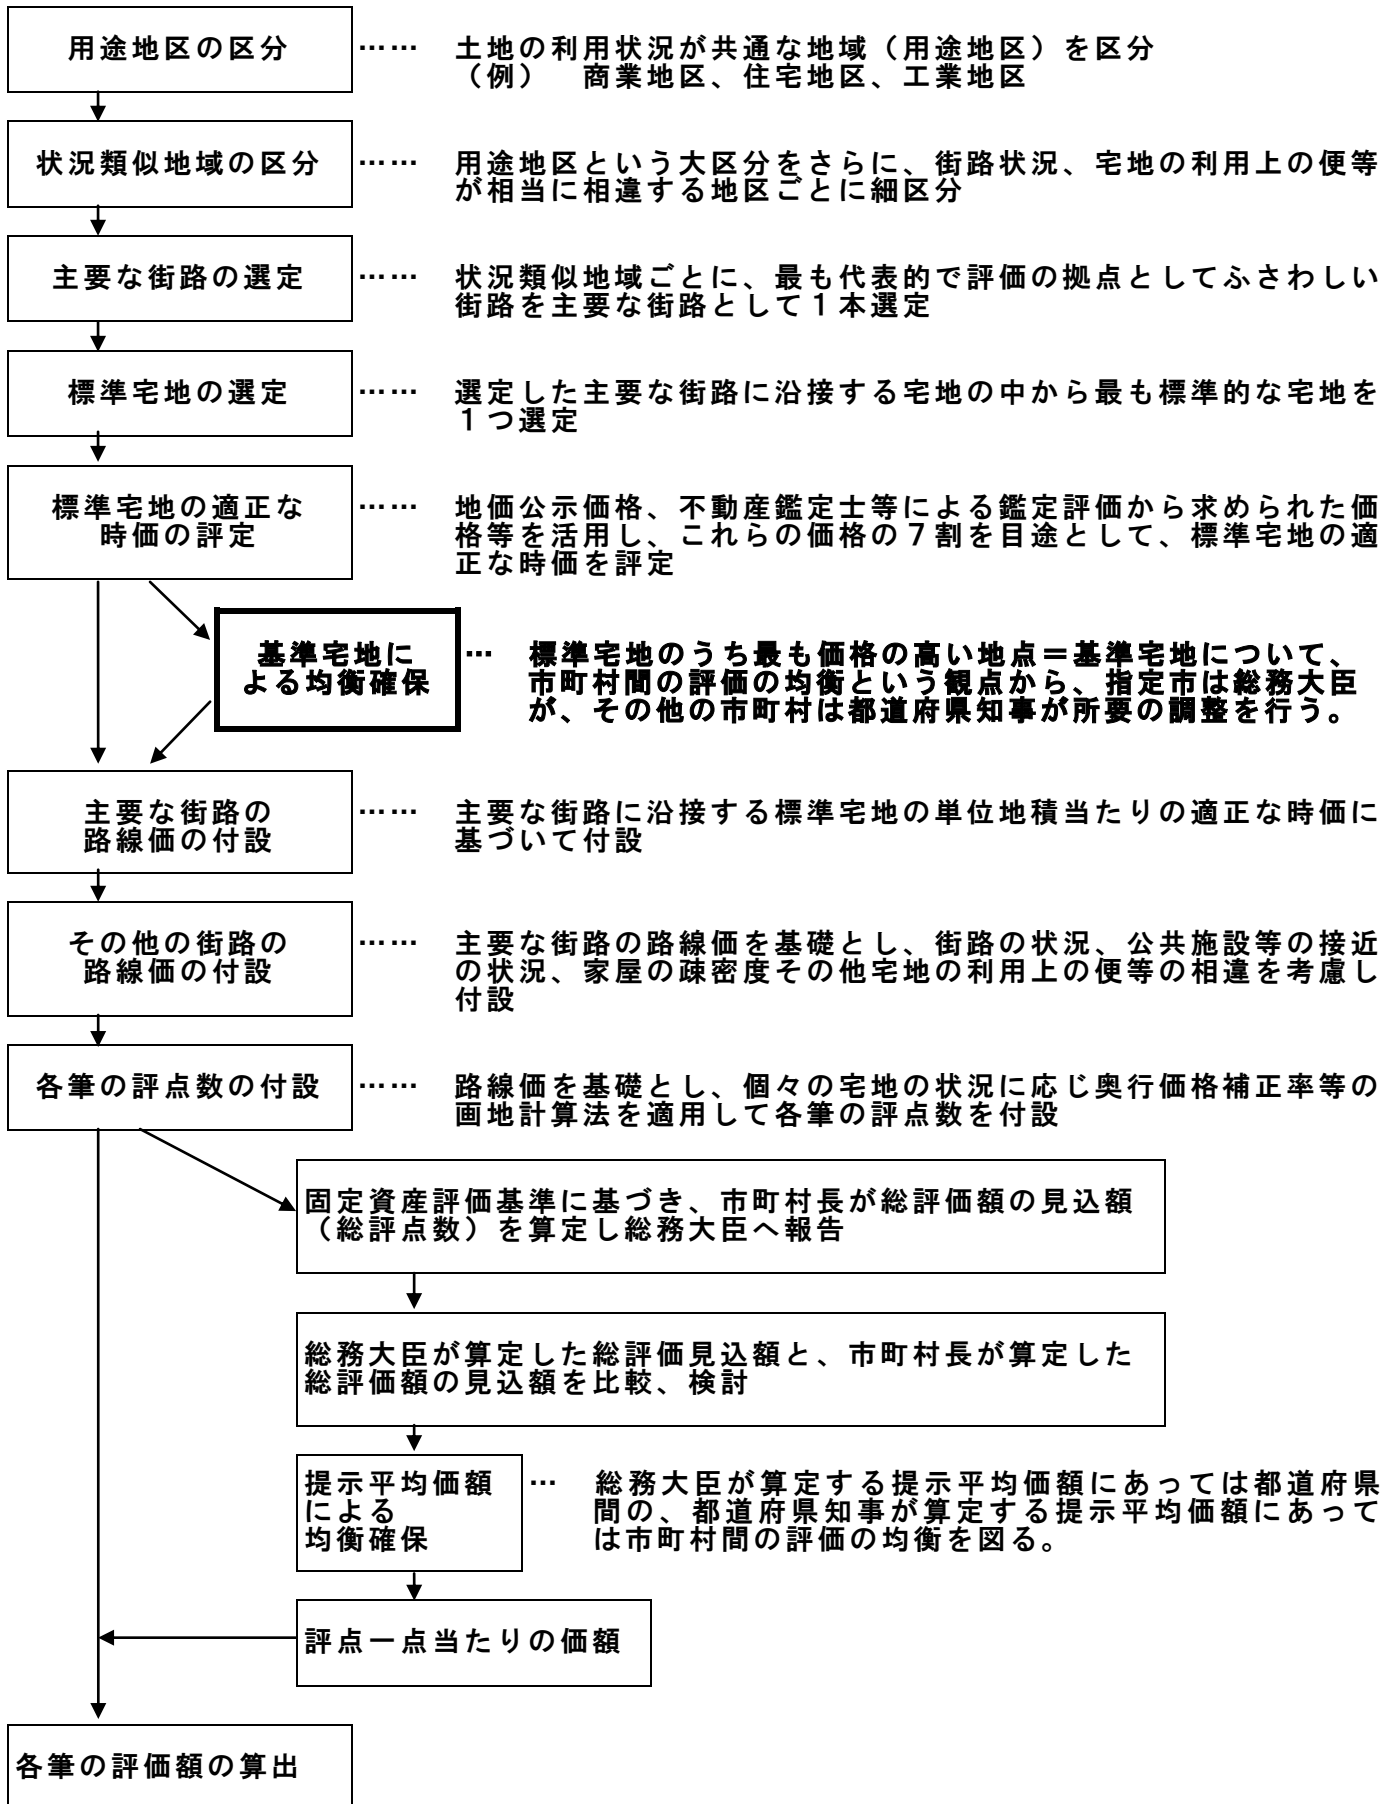 用途地区の区分
……
土地の利用状況が共通な地域（用途地区）を区分
（例）　商業地区、住宅地区、工業地区
状況類似地域の区分
……
用途地区という大区分をさらに、街路状況、宅地の利用上の便等
が相当に相違する地区ごとに細区分
主要な街路の選定
……
状況類似地域ごとに、最も代表的で評価の拠点としてふさわしい
街路を主要な街路として１本選定
標準宅地の選定
……
選定した主要な街路に沿接する宅地の中から最も標準的な宅地を
１つ選定
標準宅地の適正な
時価の評定
……
地価公示価格、不動産鑑定士等による鑑定評価から求められた価
格等を活用し、これらの価格の７割を目途として、標準宅地の適
正な時価を評定
基準宅地に
よる均衡確保
…
標準宅地のうち最も価格の高い地点＝基準宅地について、
市町村間の評価の均衡という観点から、指定市は総務大臣
が、その他の市町村は都道府県知事が所要の調整を行う。
主要な街路の
路線価の付設
……
主要な街路に沿接する標準宅地の単位地積当たりの適正な時価に
基づいて付設
その他の街路の
路線価の付設
……
主要な街路の路線価を基礎とし、街路の状況、公共施設等の接近
の状況、家屋の疎密度その他宅地の利用上の便等の相違を考慮し
付設
各筆の評点数の付設
……
路線価を基礎とし、個々の宅地の状況に応じ奥行価格補正率等の
画地計算法を適用して各筆の評点数を付設
固定資産評価基準に基づき、市町村長が総評価額の見込額
（総評点数）を算定し総務大臣へ報告
総務大臣が算定した総評価見込額と、市町村長が算定した
総評価額の見込額を比較、検討
提示平均価額
による
均衡確保
…
総務大臣が算定する提示平均価額にあっては都道府県
間の、都道府県知事が算定する提示平均価額にあって
は市町村間の評価の均衡を図る。
評点一点当たりの価額
各筆の評価額の算出